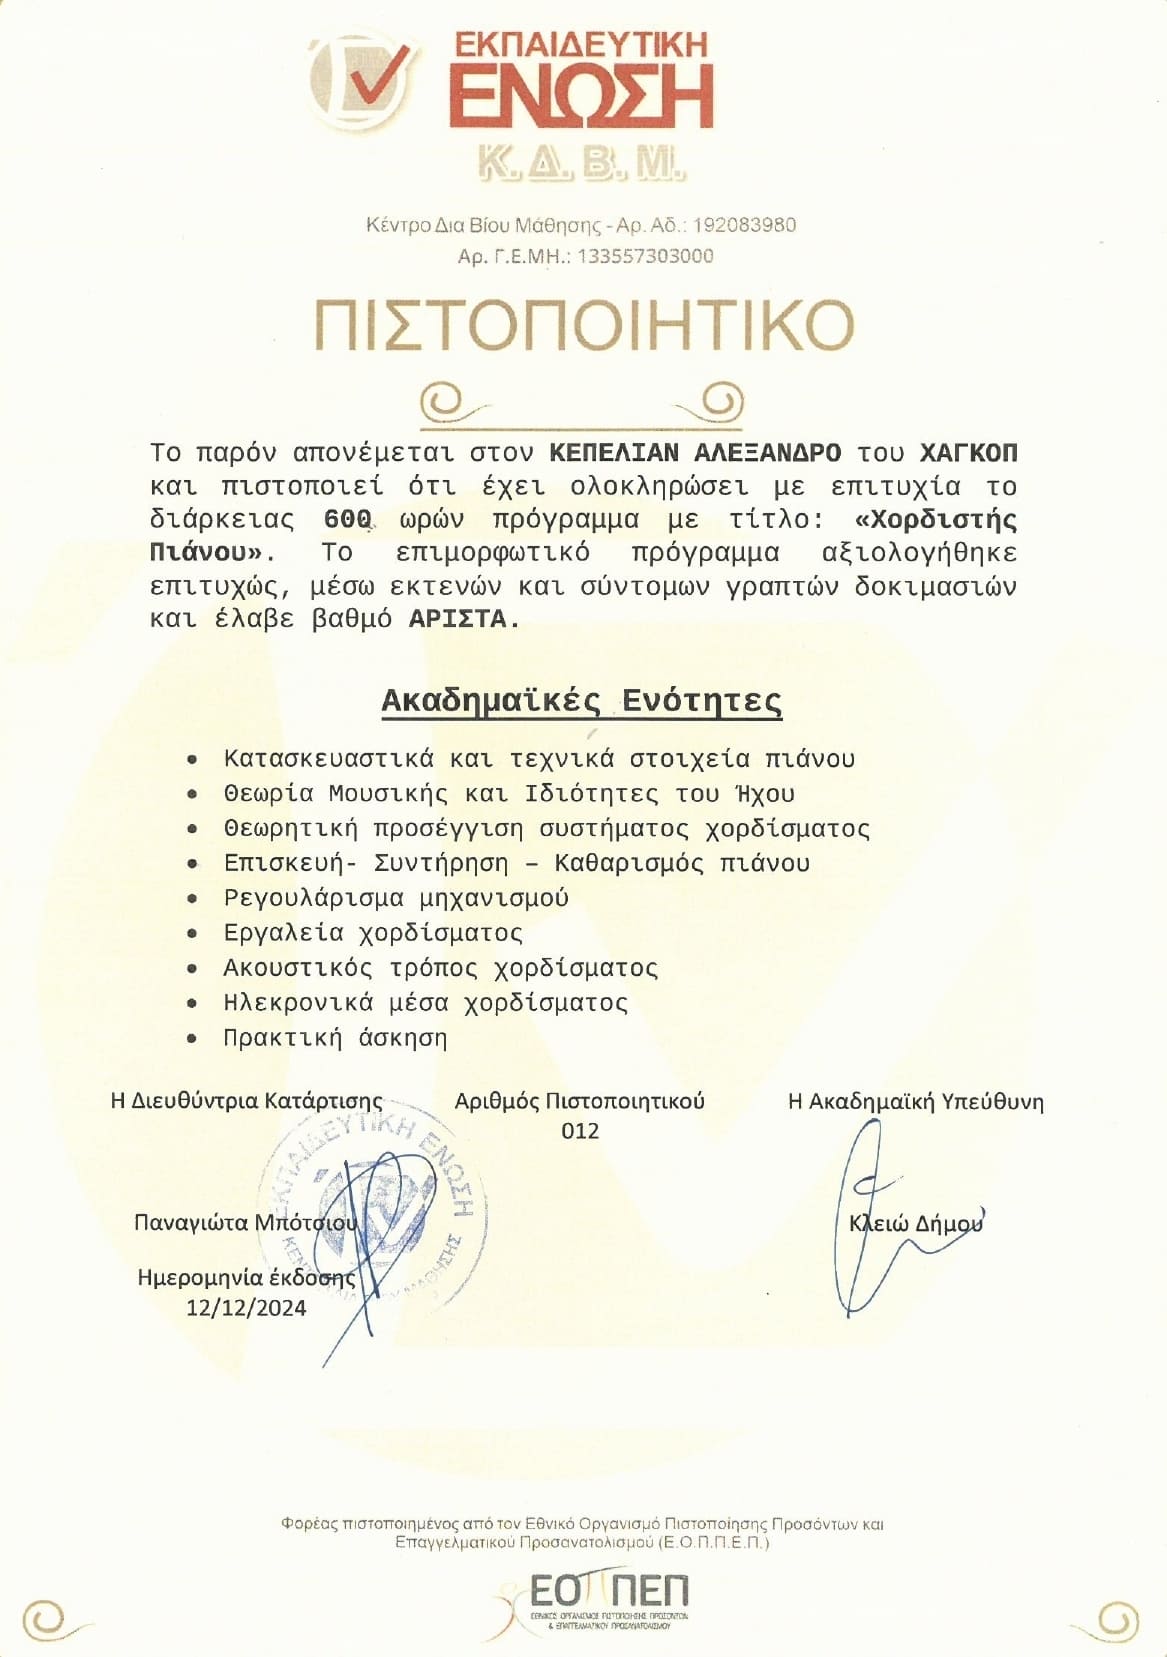 ΕΚΠΑΙΔΕΥΤΙΚΗ
ΕΝΩΣΗ
Κ.Δ.Β.Μ.
Κέντρο Δια Βίου Μάθησης - Αρ. Αδ.: 192083980
Αρ. Γ.Ε.ΜΗ.: 133557303000
ΠΙΣΤΟΠΟΙΗΤΙΚΟ
Το παρόν απονέμεται στον ΚΕΠΕΛΙΑΝ ΑΛΕΞΑΝΔΡΟ του ΧΑΓΚΟΠ
και πιστοποιεί ότι έχει ολοκληρώσει με επιτυχία το
διάρκειας 600 ωρών πρόγραμμα με τίτλο: «Χορδιστής
Πιάνου». Το επιμορφωτικό πρόγραμμα αξιολογήθηκε
επιτυχώς, μέσω εκτενών και σύντομων γραπτών δοκιμασιών
και έλαβε βαθμό ΑΡΙΣΤΑ.
Ακαδημαϊκές Ενότητες
• Κατασκευαστικά και τεχνικά στοιχεία πιάνου
• Θεωρία Μουσικής και Ιδιότητες του Ήχου
• Θεωρητική προσέγγιση συστήματος χορδίσματος
• Επισκευή- Συντήρηση – Καθαρισμός πιάνου
• Ρεγουλάρισμα μηχανισμού
• Εργαλεία χορδίσματος
• Ακουστικός τρόπος χορδίσματος
• Ηλεκρονικά μέσα χορδίσματος
• Πρακτική άσκηση
Η Διευθύντρια Κατάρτισης Αριθμός Πιστοποιητικού Η Ακαδημαϊκή Υπεύθυνη
012
ΕΚΠΑΙΔΕΥΤΙΚΗ ΕΝΩΣΗ
Παναγιώτα Μπότσιου Κλειώ Δήμου
Ημερομηνία έκδοσης
12/12/2024
Φορέας πιστοποιημένος από τον Εθνικό Οργανισμό Πιστοποίησης Προσόντων και
Επαγγελματικού Προσανατολισμού (Ε.Ο.Π.Π.Ε.Π.)
ΕΟΠΠΕΠ
ΕΘΝΙΚΟΣ ΟΡΓΑΝΙΣΜΟΣ ΠΙΣΤΟΠΟΙΗΣΗΣ ΠΡΟΣΟΝΤΩΝ
& ΕΠΑΓΓΕΛΜΑΤΙΚΟΥ ΠΡΟΣΑΝΑΤΟΛΙΣΜΟΥ